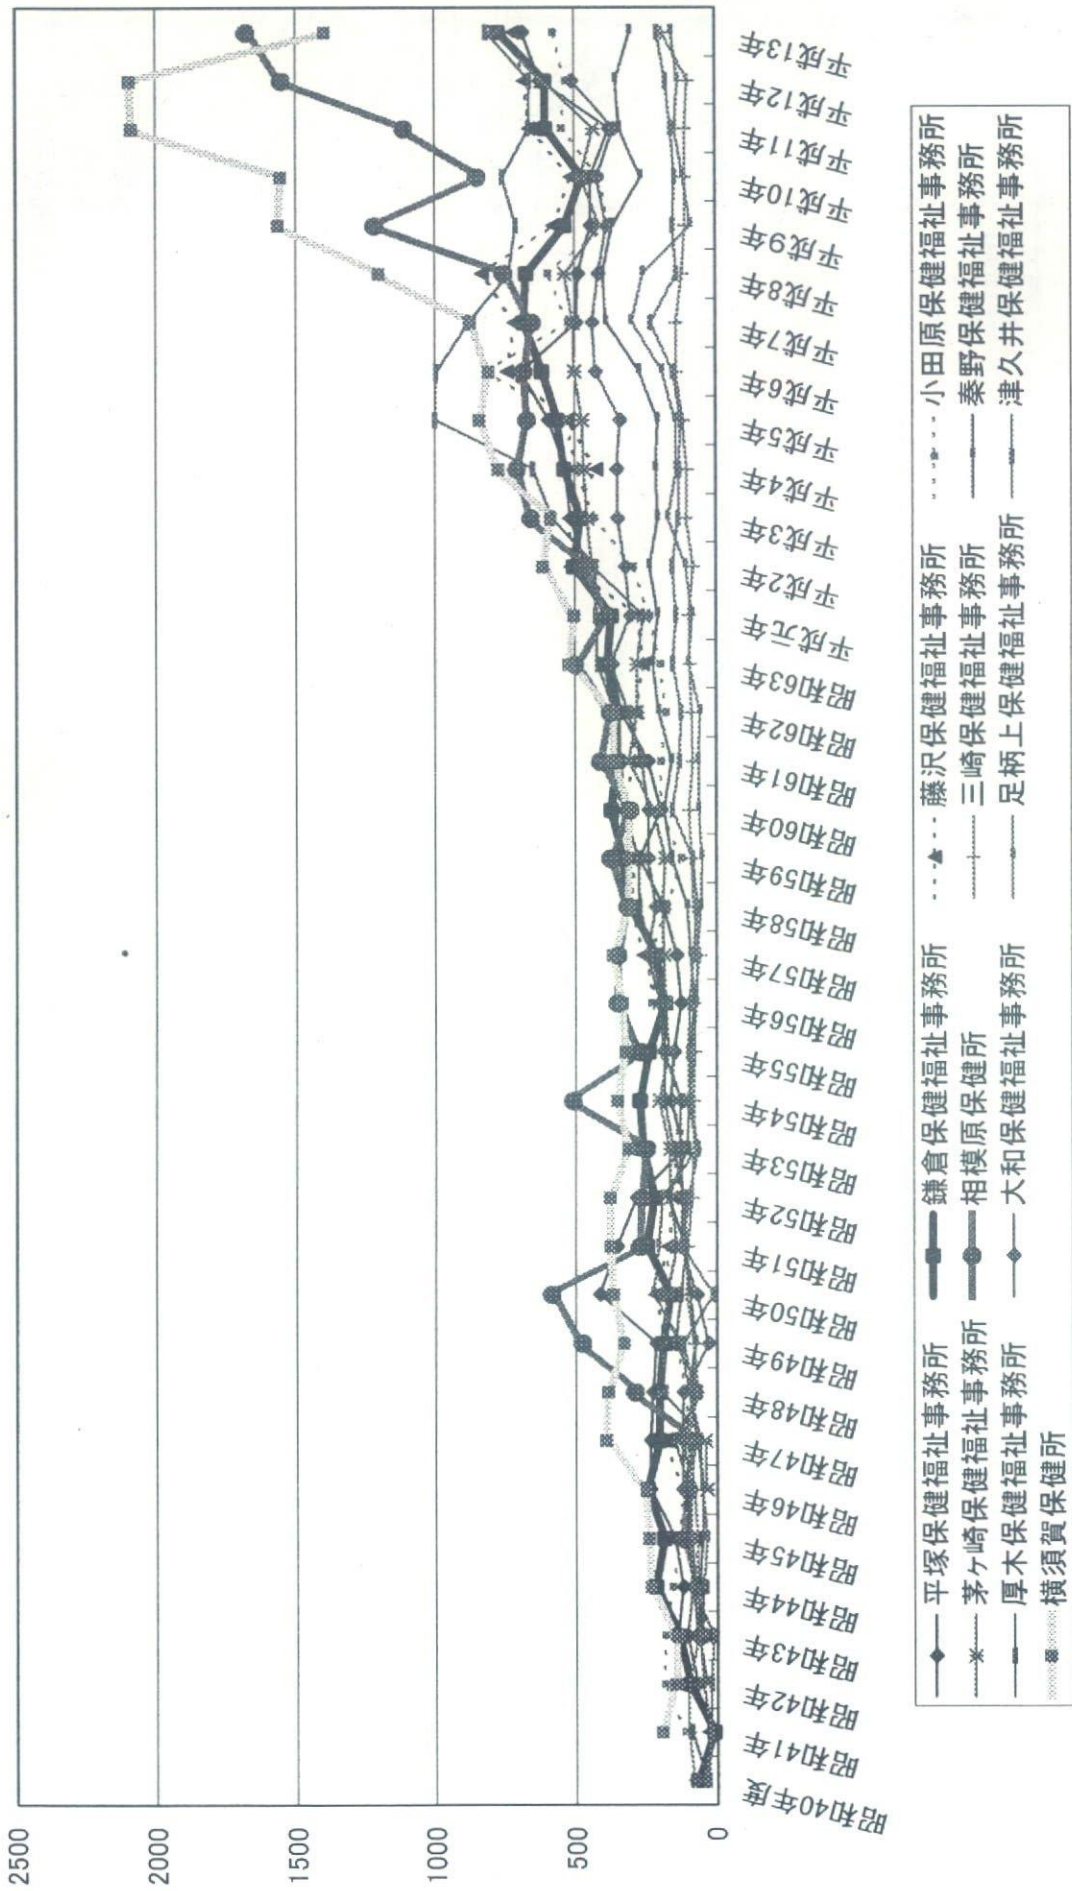 2500
2000
1500
1000
500
0
昭和40年度
昭和41年
昭和42年
昭和43年
昭和44年
昭和45年
昭和46年
昭和47年
昭和48年
昭和49年
昭和50年
昭和51年
昭和52年
昭和53年
昭和54年
昭和55年
昭和56年
昭和57年
昭和58年
昭和59年
昭和60年
昭和61年
昭和62年
昭和63年
平成元年
平成2年
平成3年
平成4年
平成5年
平成6年
平成7年
平成8年
平成9年
平成10年
平成11年
平成12年
平成13年
平塚保健福祉事務所 鎌倉保健福祉事務所 藤沢保健福祉事務所 小田原保健福祉事務所
茅ケ崎保健福祉事務所 相模原保健所 三崎保健福祉事務所 秦野保健福祉事務所
厚木保健福祉事務所 大和保健福祉事務所 足柄上保健福祉事務所 津久井保健福祉事務所
横須賀保健所